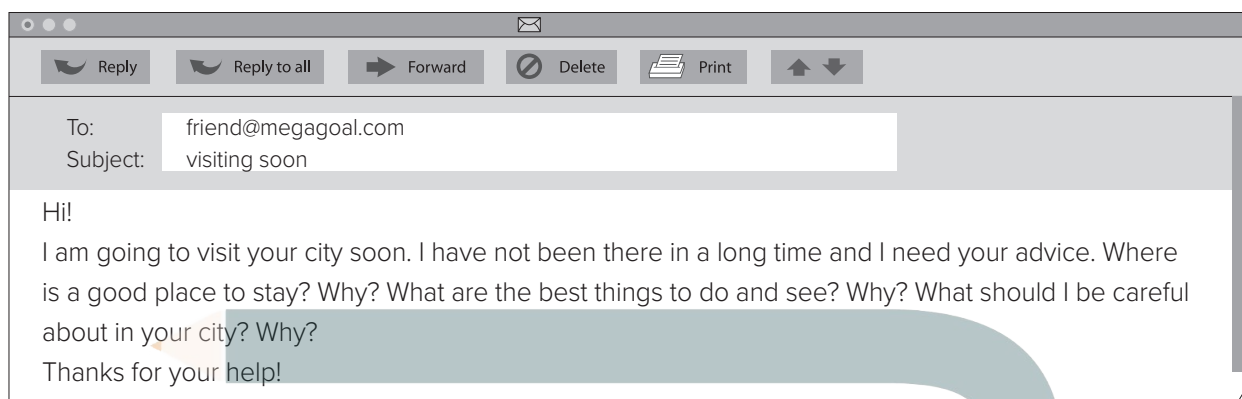 Reply Reply to all Forward Delete Print
To: friend@megagoal.com
Subject: visiting soon
Hi!
I am going to visit your city soon. I have not been there in a long time and I need your advice. Where
is a good place to stay? Why? What are the best things to do and see? Why? What should I be careful
about in your city? Why?
Thanks for your help!